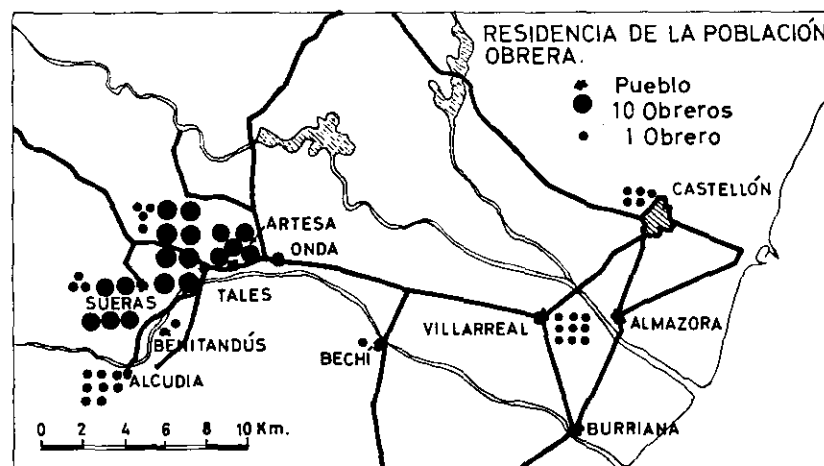 RESIDENCIA DE LA POBLACIÓN
OBRERA.
Pueblo
10 Obreros
1 Obrero
CASTELLÓN
ARTESA
ONDA
SUERAS
TALES
VILLARREAL
ALMAZORA
BENITANDÚS
BECHÍ
ALCUDIA
BURRIANA
0 2 4 6 8 10 Km.